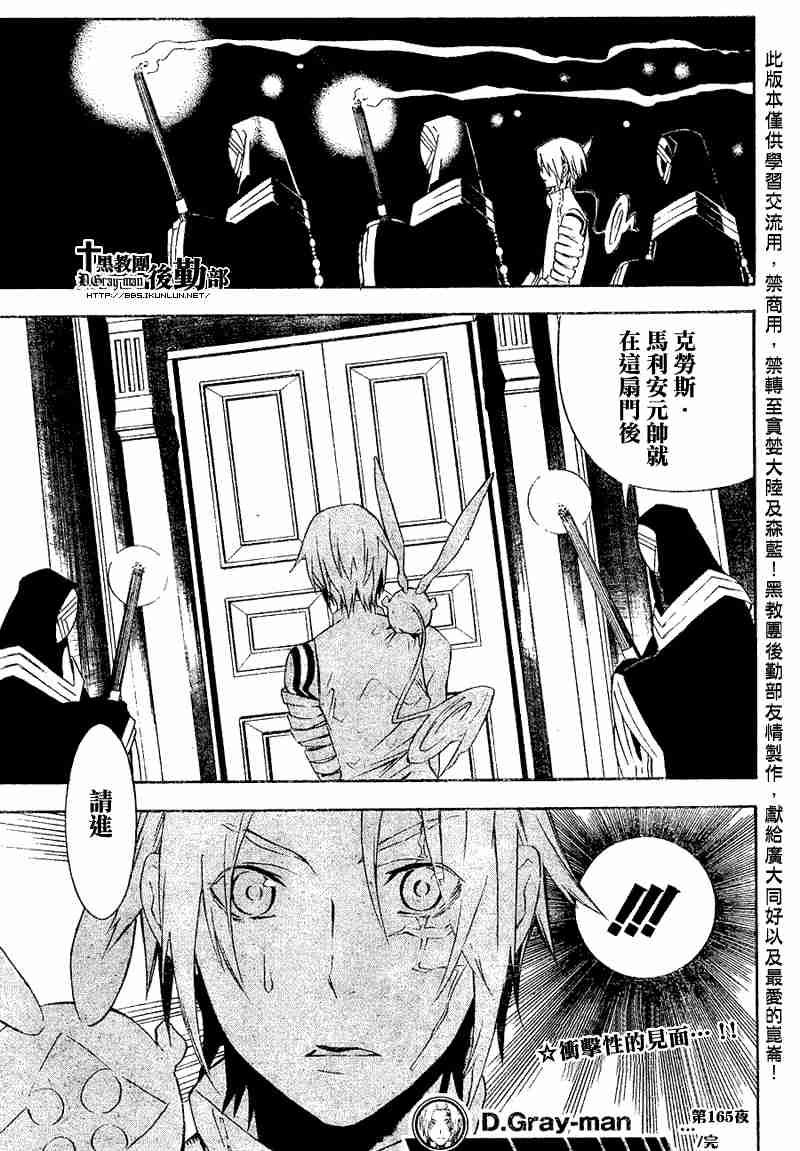 十黑教團
D.Gray-man 後勤部
HTTP://BBS.IKUNLUN.NET/
克勞斯・
馬利安元帥就
在這扇門後
請進
!!!!
☆衝擊性的見面…!!
D.Gray-man
第165夜
…/完
此版本僅供學習交流用，禁商用，禁轉至貪婪大陸及森藍！黑教團後勤部友情製作，獻給廣大同好以及最愛的崑崙！